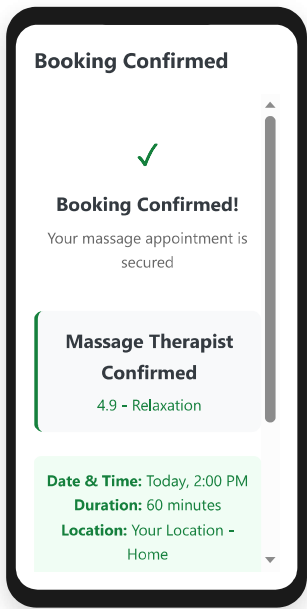 Booking Confirmed
✓
Booking Confirmed!
Your massage appointment is
secured
Massage Therapist
Confirmed
4.9 - Relaxation
Date & Time: Today, 2:00 PM
Duration: 60 minutes
Location: Your Location -
Home